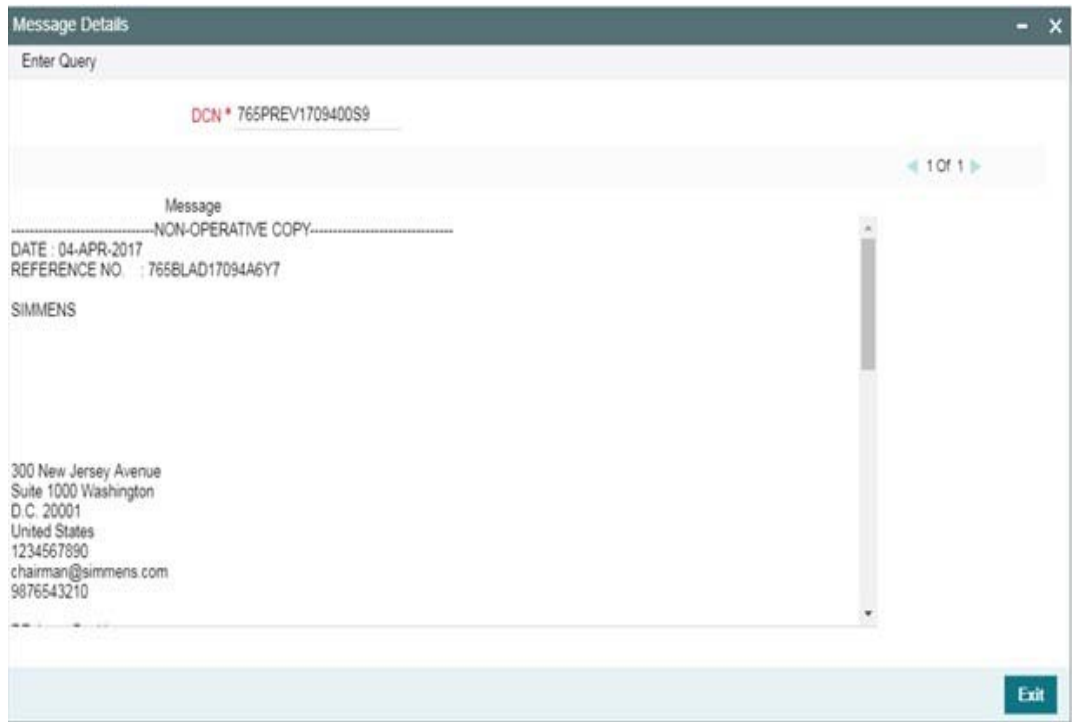 Message Details
Enter Query
DCN * 765PREV1709400S9
1 Of 1
Message
-------------------------------NON-OPERATIVE COPY-------------------------------
DATE : 04-APR-2017
REFERENCE NO. : 765BLAD17094A6Y7
SIMMENS
300 New Jersey Avenue
Suite 1000 Washington
D.C. 20001
United States
1234567890
chairman@simmens.com
9876543210
Exit